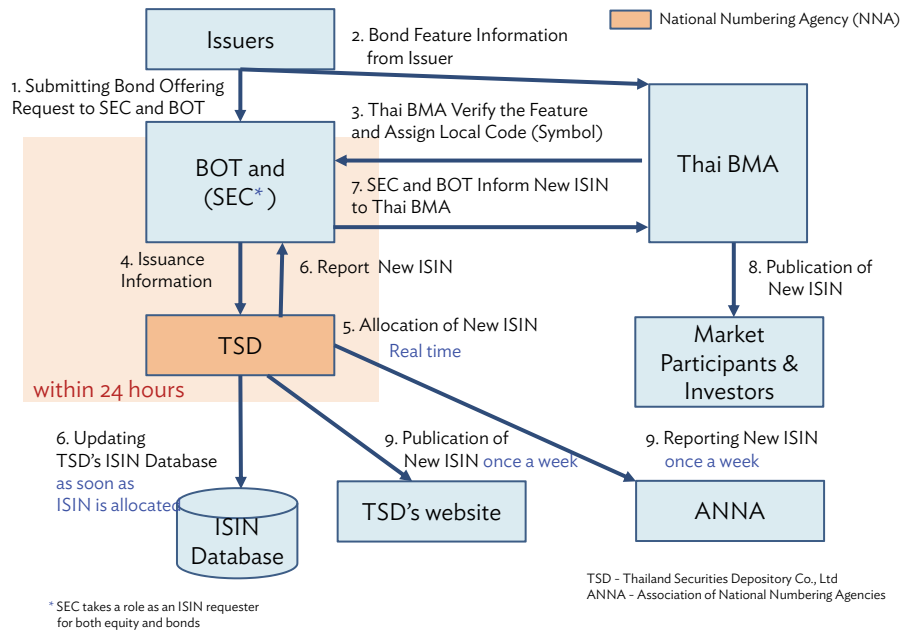 National Numbering Agency (NNA)
Issuers
2. Bond Feature Information
from Issuer
1. Submitting Bond Offering
Request to SEC and BOT
3. Thai BMA Verify the Feature
and Assign Local Code (Symbol)
BOT and
(SEC*)
Thai BMA
7. SEC and BOT Inform New ISIN
to Thai BMA
4. Issuance
Information
6. Report New ISIN
8. Publication of
New ISIN
TSD
5. Allocation of New ISIN
Real time
Market
Participants &
Investors
within 24 hours
6. Updating
TSD's ISIN Database
as soon as
ISIN is allocated
9. Publication of
New ISIN once a week
9. Reporting New ISIN
once a week
ISIN
Database
TSD's website
ANNA
TSD - Thailand Securities Depository Co., Ltd
ANNA - Association of National Numbering Agencies
* SEC takes a role as an ISIN requester
for both equity and bonds